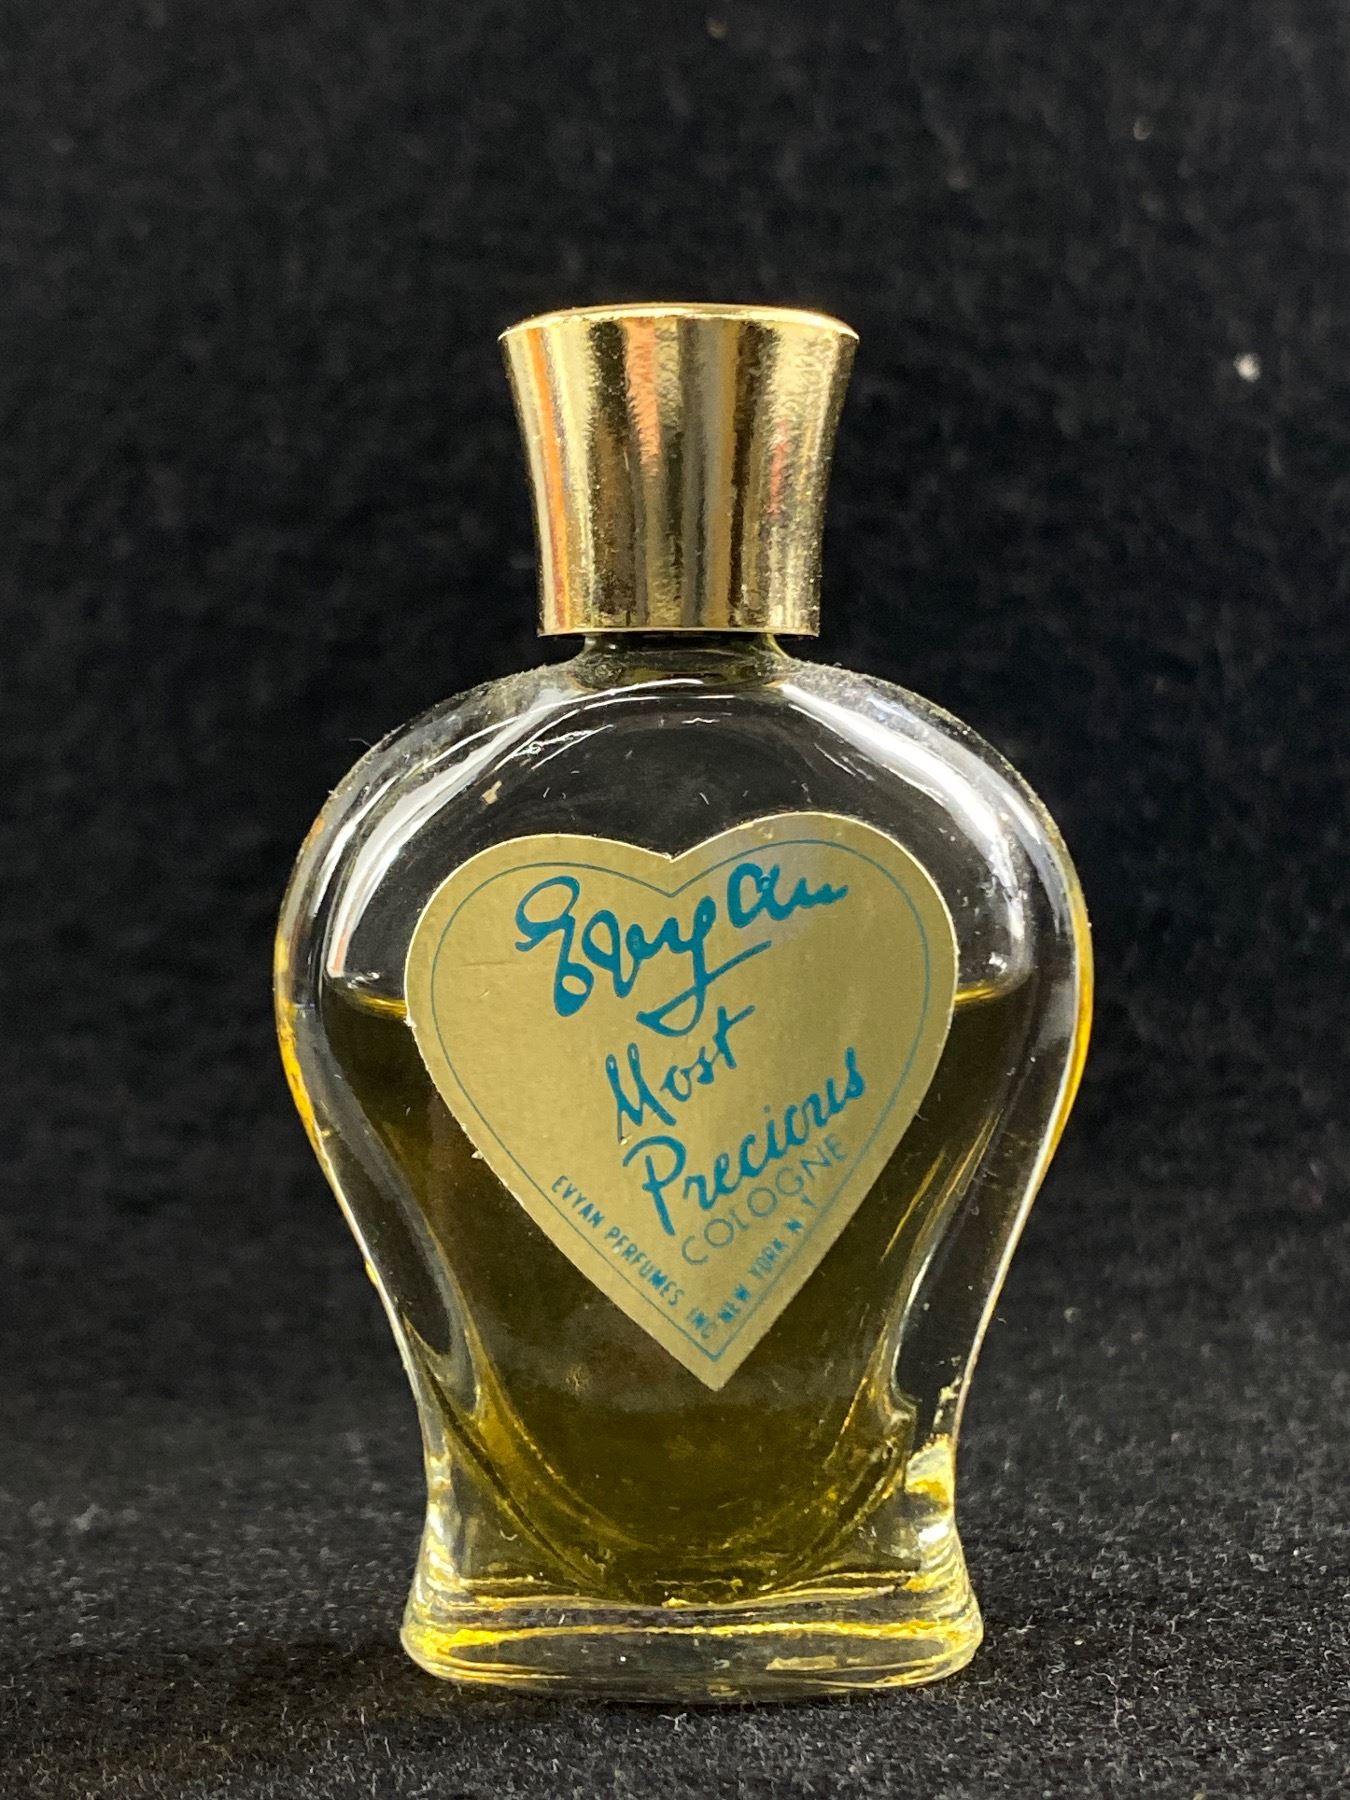 Evyan
Most
Precious
COLOGNE
EVYAN PERFUMES, INC NEW YORK N.Y.